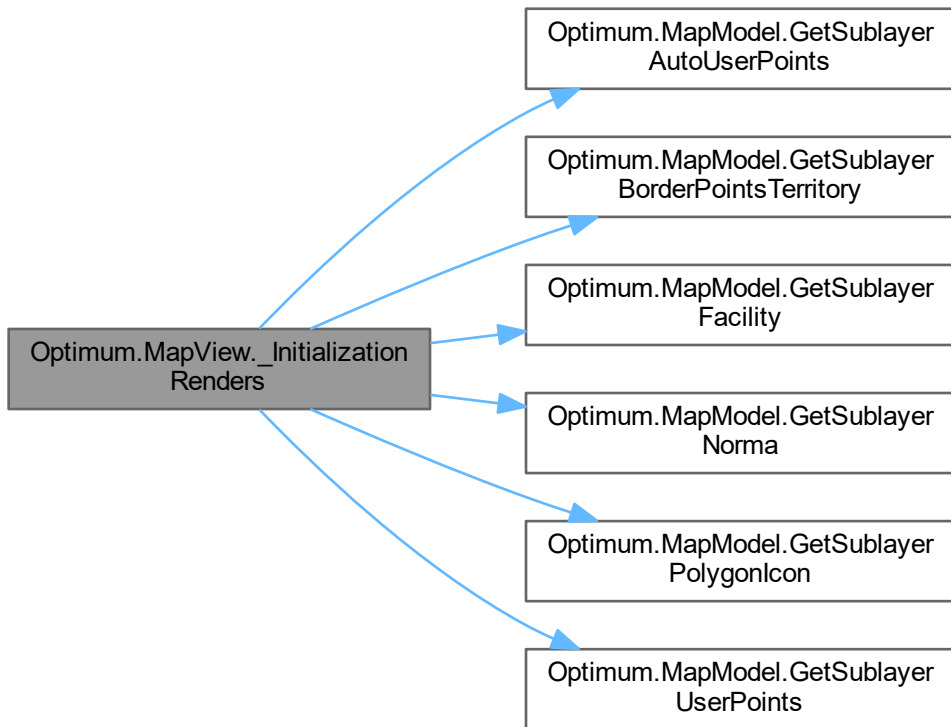 Optimum.MapModel.GetSublayer
AutoUserPoints
Optimum.MapModel.GetSublayer
BorderPointsTerritory
Optimum.MapModel.GetSublayer
Facility
Optimum.MapView._Initialization
Renders
Optimum.MapModel.GetSublayer
Norma
Optimum.MapModel.GetSublayer
PolygonIcon
Optimum.MapModel.GetSublayer
UserPoints